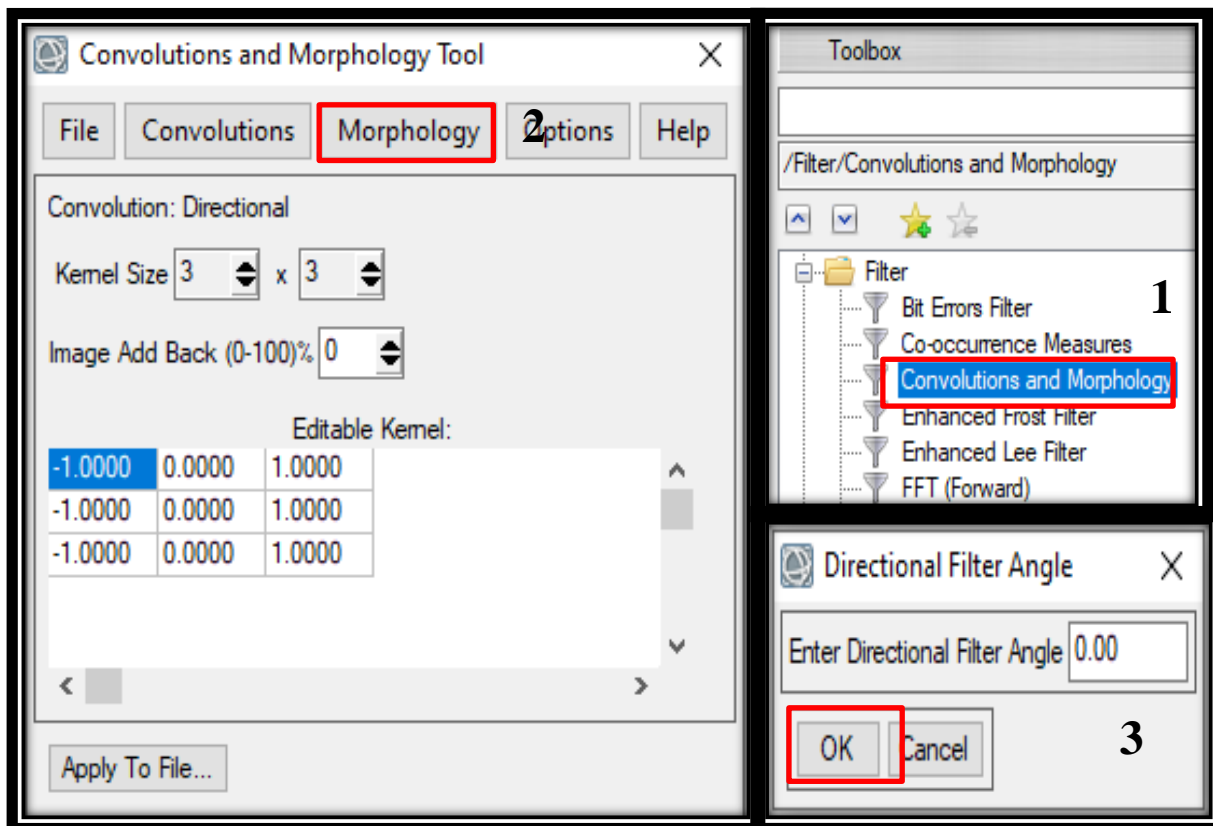 Convolutions and Morphology Tool
File Convolutions Morphology 2 Options Help
Convolution: Directional
Kernel Size 3 x 3
Image Add Back (0-100)% 0
Editable Kernel:
-1.0000 0.0000 1.0000
-1.0000 0.0000 1.0000
-1.0000 0.0000 1.0000
Apply To File...
Toolbox
/Filter/Convolutions and Morphology
Filter
1
Bit Errors Filter
Co-occurrence Measures
Convolutions and Morphology
Enhanced Frost Filter
Enhanced Lee Filter
FFT (Forward)
Directional Filter Angle
Enter Directional Filter Angle 0.00
OK Cancel 3